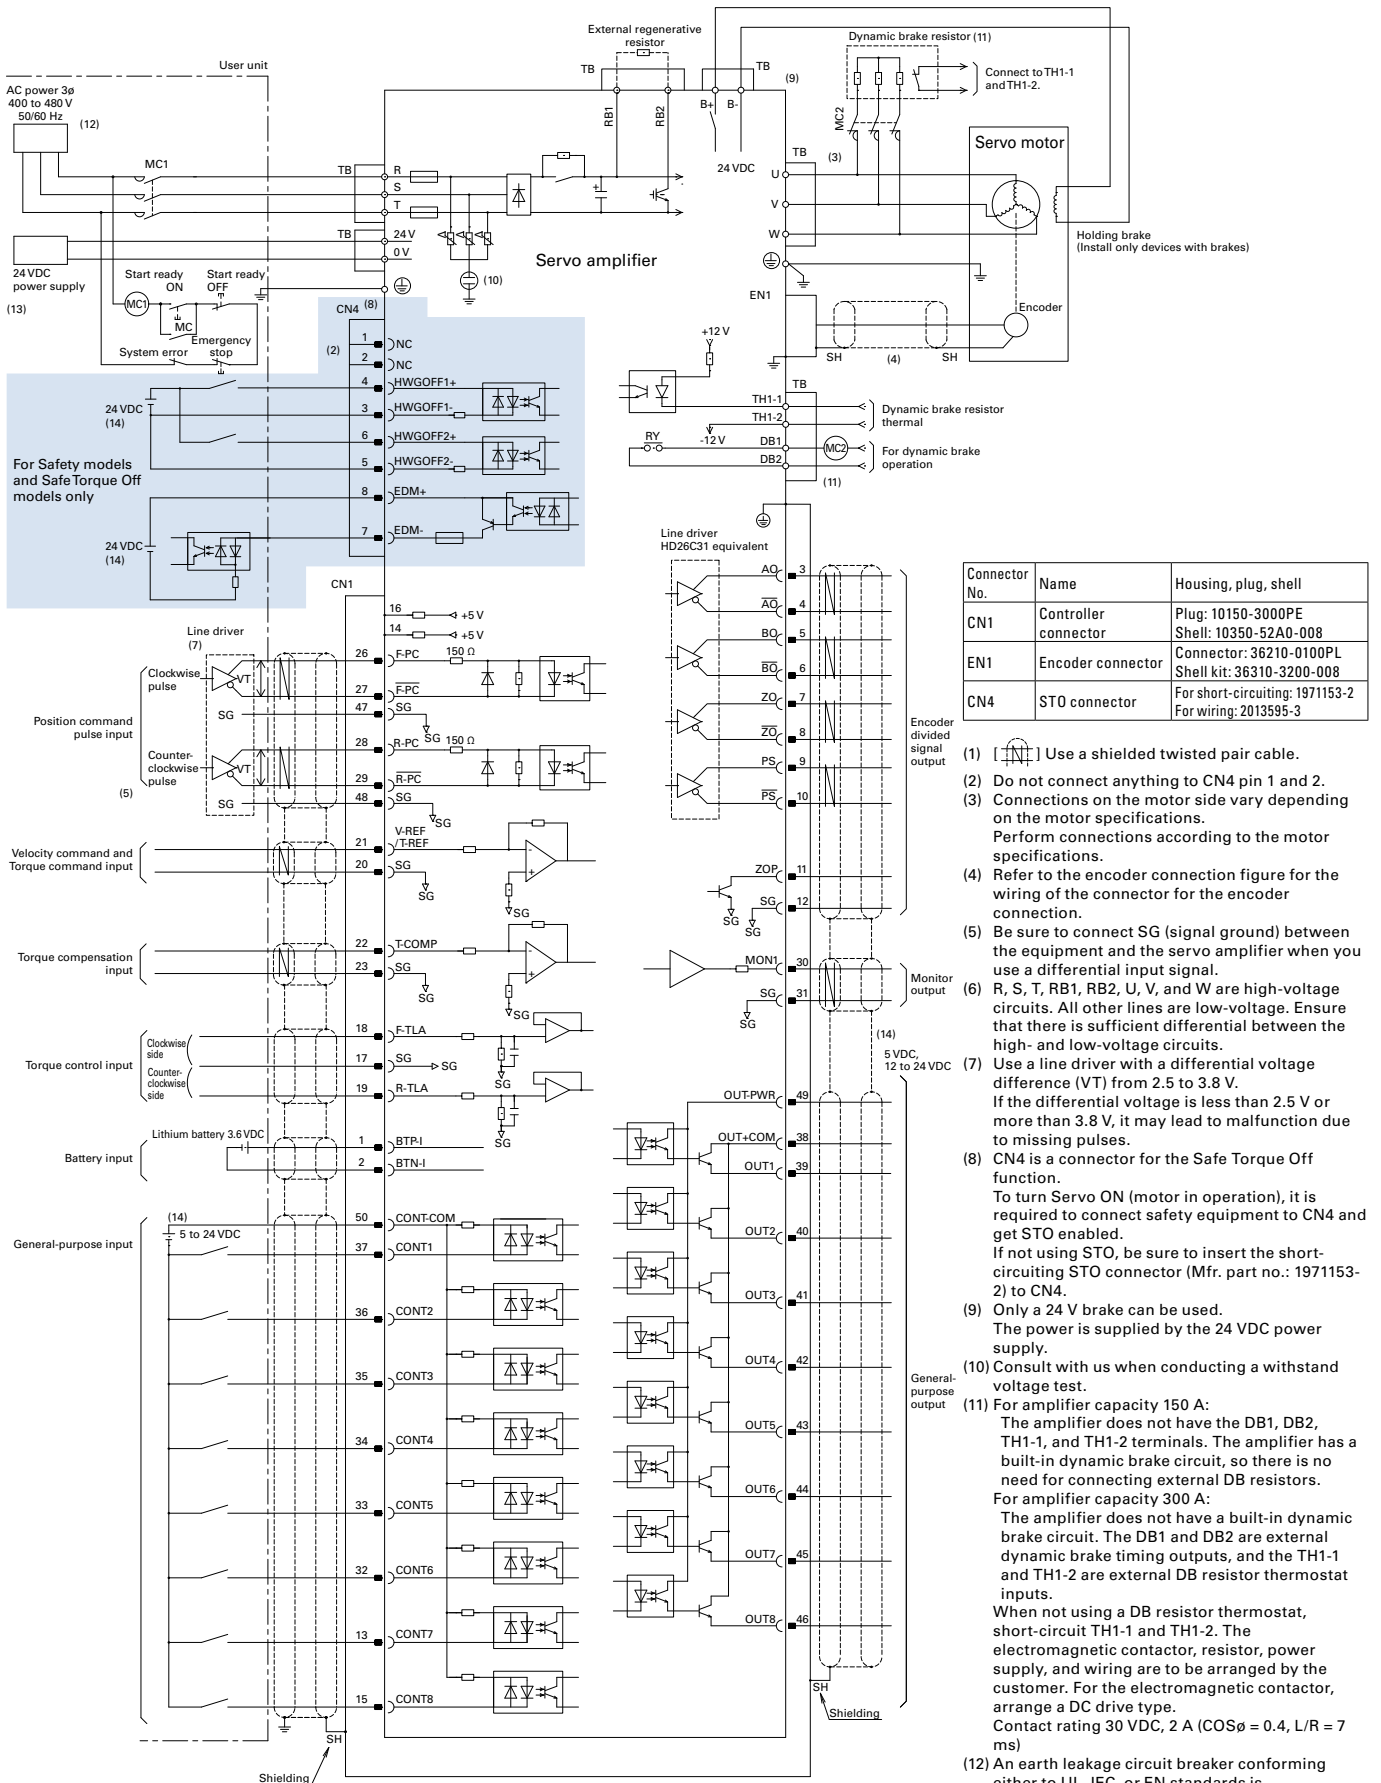 External regenerative
resistor
Dynamic brake resistor (11)
User unit
TB
TB
(9)
Connect to TH1-1
and TH1-2.
AC power 3ø
400 to 480 V
50/60 Hz
(12)
RB1
RB2
B+
B-
MC2
Servo motor
MC1
24 VDC
TB
(3)
TB
R
S
T
U
V
W
TB
24 V
0 V
Holding brake
(Install only devices with brakes)
24 VDC
power supply
(13)
Start ready
ON
Start ready
OFF
MC1
MC
System error
Emergency
stop
(10)
Servo amplifier
EN1
Encoder
SH
(4)
SH
CN4
(8)
(2)
1
NC
2
NC
4
HWGOFF1+
3
HWGOFF1-
6
HWGOFF2+
5
HWGOFF2-
8
EDM+
7
EDM-
24 VDC
(14)
For Safety models
and Safe Torque Off
models only
24 VDC
(14)
+12 V
TB
TH1-1
TH1-2
-12 V
Dynamic brake resistor
thermal
RY
DB1
DB2
MC2
For dynamic brake
operation
(11)
CN1
16
+5 V
14
+5 V
Line driver
(7)
Clockwise
pulse
VT
SG
Position command
pulse input
Counter-
clockwise
pulse
VT
SG
(5)
26
F-PC
150 Ω
27
F-PC
47
SG
SG
28
R-PC
150 Ω
29
R-PC
48
SG
SG
Velocity command and
Torque command input
21
V-REF
/T-REF
20
SG
SG
SG
Torque compensation
input
22
T-COMP
23
SG
SG
SG
Torque control input
Clockwise
side
Counter-
clockwise
side
18
F-TLA
17
SG
SG
SG
19
R-TLA
SG
Battery input
Lithium battery 3.6 VDC
1
BTP-I
2
BTN-I
General-purpose input
(14)
5 to 24 VDC
50
CONT-COM
37
CONT1
36
CONT2
35
CONT3
34
CONT4
33
CONT5
32
CONT6
13
CONT7
15
CONT8
SH
Shielding
Line driver
HD26C31 equivalent
AO
3
AO
4
BO
5
BO
6
ZO
7
ZO
8
PS
9
PS
10
ZOP
11
SG
12
SG
SG
Encoder
divided
signal
output
MON1
30
SG
31
SG
Monitor
output
(14)
5 VDC,
12 to 24 VDC
OUT-PWR
49
OUT+COM
38
OUT1
39
OUT2
40
OUT3
41
OUT4
42
OUT5
43
OUT6
44
OUT7
45
OUT8
46
General-
purpose
output
SH
Shielding
Connector No. Name Housing, plug, shell
CN1 Controller connector Plug: 10150-3000PE Shell: 10350-52A0-008
EN1 Encoder connector Connector: 36210-0100PL Shell kit: 36310-3200-008
CN4 STO connector For short-circuiting: 1971153-2 For wiring: 2013595-3
(1) [ ] Use a shielded twisted pair cable.
(2) Do not connect anything to CN4 pin 1 and 2.
(3) Connections on the motor side vary depending
on the motor specifications.
Perform connections according to the motor
specifications.
(4) Refer to the encoder connection figure for the
wiring of the connector for the encoder
connection.
(5) Be sure to connect SG (signal ground) between
the equipment and the servo amplifier when you
use a differential input signal.
(6) R, S, T, RB1, RB2, U, V, and W are high-voltage
circuits. All other lines are low-voltage. Ensure
that there is sufficient differential between the
high- and low-voltage circuits.
(7) Use a line driver with a differential voltage
difference (VT) from 2.5 to 3.8 V.
If the differential voltage is less than 2.5 V or
more than 3.8 V, it may lead to malfunction due
to missing pulses.
(8) CN4 is a connector for the Safe Torque Off
function.
To turn Servo ON (motor in operation), it is
required to connect safety equipment to CN4 and
get STO enabled.
If not using STO, be sure to insert the short-
circuiting STO connector (Mfr. part no.: 1971153-
2) to CN4.
(9) Only a 24 V brake can be used.
The power is supplied by the 24 VDC power
supply.
(10) Consult with us when conducting a withstand
voltage test.
(11) For amplifier capacity 150 A:
The amplifier does not have the DB1, DB2,
TH1-1, and TH1-2 terminals. The amplifier has a
built-in dynamic brake circuit, so there is no
need for connecting external DB resistors.
For amplifier capacity 300 A:
The amplifier does not have a built-in dynamic
brake circuit. The DB1 and DB2 are external
dynamic brake timing outputs, and the TH1-1
and TH1-2 are external DB resistor thermostat
inputs.
When not using a DB resistor thermostat,
short-circuit TH1-1 and TH1-2. The
electromagnetic contactor, resistor, power
supply, and wiring are to be arranged by the
customer. For the electromagnetic contactor,
arrange a DC drive type.
Contact rating 30 VDC, 2 A (COSø = 0.4, L/R = 7
ms)
(12) An earth leakage circuit breaker conforming
either to UL, IEC, or EN standards is